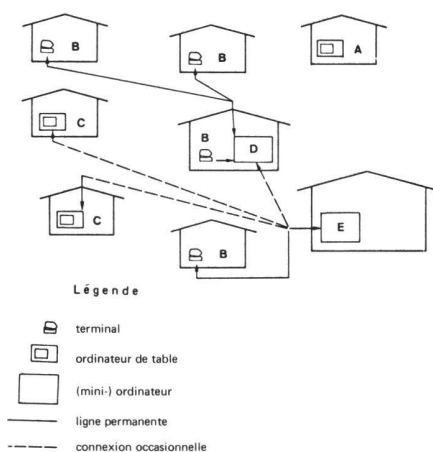 B
B
A
C
B
D
C
B
E
Légende
terminal
ordinateur de table
(mini-) ordinateur
ligne permanente
connexion occasionnelle